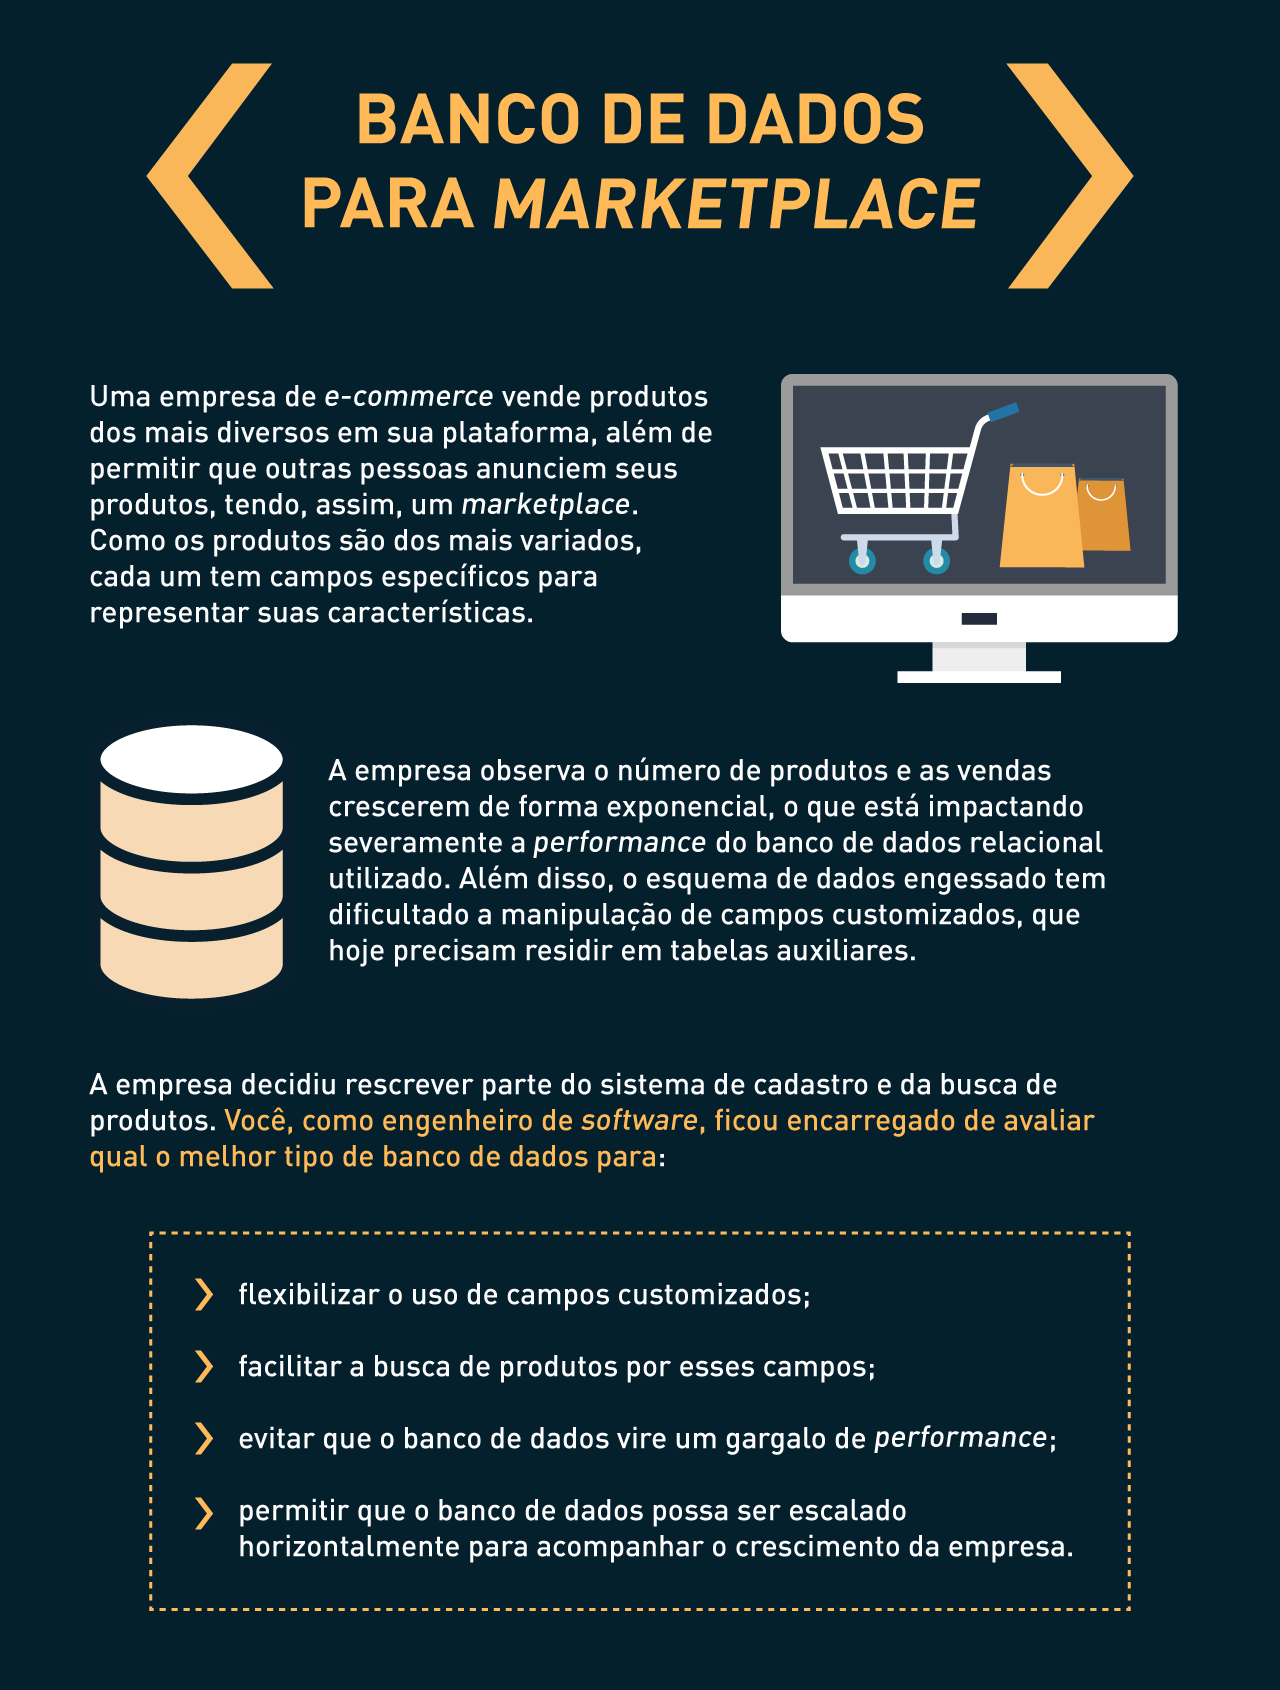 BANCO DE DADOS
PARA MARKETPLACE
Uma empresa de e-commerce vende produtos
dos mais diversos em sua plataforma, além de
permitir que outras pessoas anunciem seus
produtos, tendo, assim, um marketplace.
Como os produtos são dos mais variados,
cada um tem campos específicos para
representar suas características.
A empresa observa o número de produtos e as vendas
crescerem de forma exponencial, o que está impactando
severamente a performance do banco de dados relacional
utilizado. Além disso, o esquema de dados engessado tem
dificultado a manipulação de campos customizados, que
hoje precisam residir em tabelas auxiliares.
A empresa decidiu rescrever parte do sistema de cadastro e da busca de
produtos. Você, como engenheiro de software, ficou encarregado de avaliar
qual o melhor tipo de banco de dados para:
flexibilizar o uso de campos customizados;
facilitar a busca de produtos por esses campos;
evitar que o banco de dados vire um gargalo de performance;
permitir que o banco de dados possa ser escalado
horizontalmente para acompanhar o crescimento da empresa.